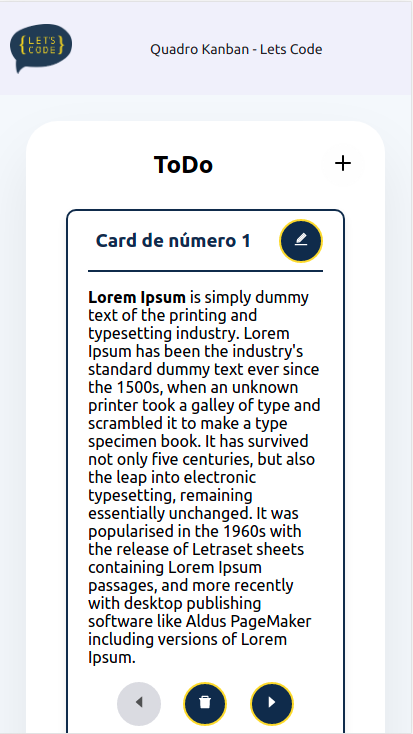 {LET'S
CODE}
Quadro Kanban - Lets Code
ToDo
Card de número 1
Lorem Ipsum is simply dummy
text of the printing and
typesetting industry. Lorem
Ipsum has been the industry's
standard dummy text ever since
the 1500s, when an unknown
printer took a galley of type and
scrambled it to make a type
specimen book. It has survived
not only five centuries, but also
the leap into electronic
typesetting, remaining
essentially unchanged. It was
popularised in the 1960s with
the release of Letraset sheets
containing Lorem Ipsum
passages, and more recently
with desktop publishing
software like Aldus PageMaker
including versions of Lorem
Ipsum.